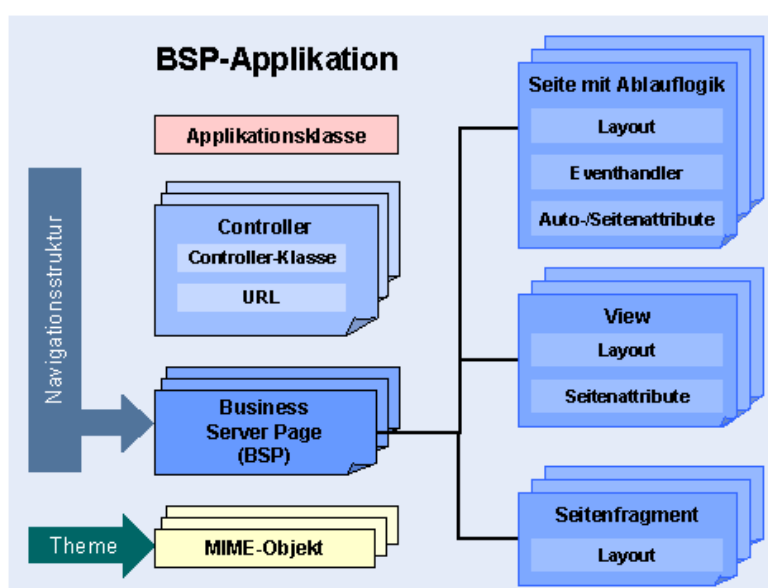 BSP-Applikation
Applikationsklasse
Navigationsstruktur
Controller
Controller-Klasse
URL
Business
Server Page
(BSP)
Theme
MIME-Objekt
Seite mit Ablauflogik
Layout
Eventhandler
Auto-/Seitenattribute
View
Layout
Seitenattribute
Seitenfragment
Layout